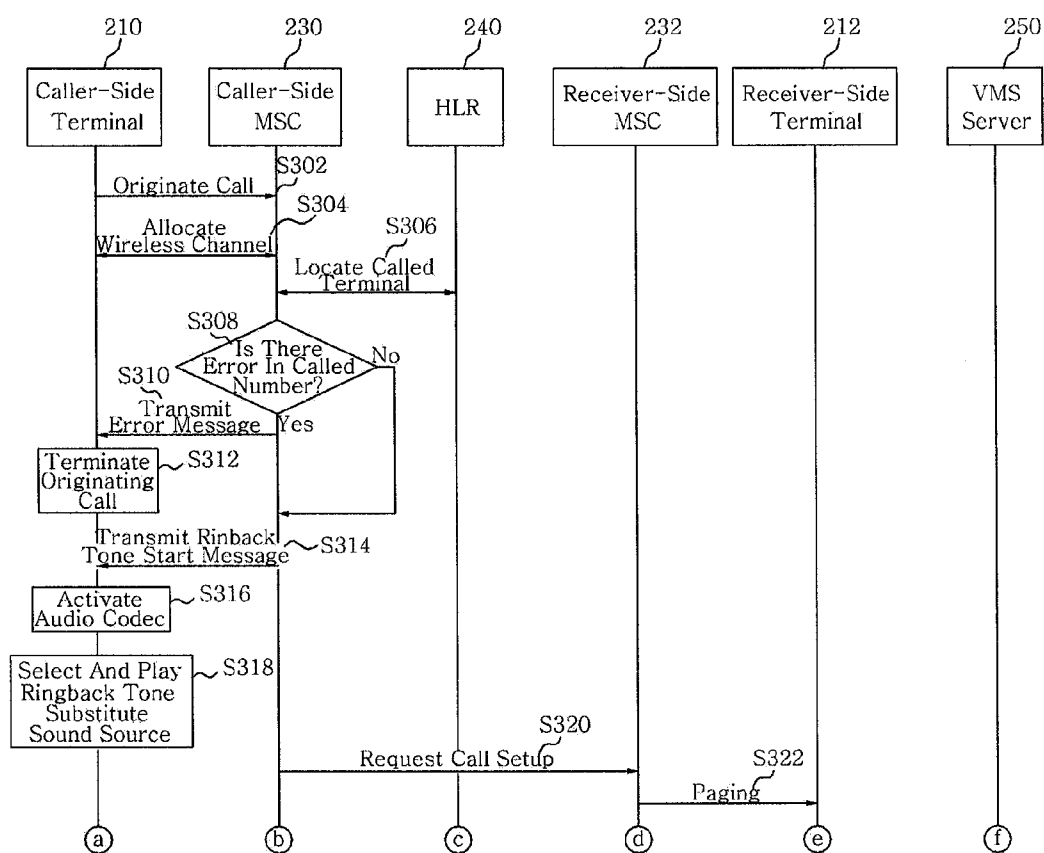 210
230
240
232
212
250
Caller-Side
Terminal
Caller-Side
MSC
HLR
Receiver-Side
MSC
Receiver-Side
Terminal
VMS
Server
S302
Originate Call
S304
Allocate
Wireless Channel
S306
Locate Called
Terminal
S308
Is There
Error In Called
Number?
No
Yes
S310
Transmit
Error Message
S312
Terminate
Originating
Call
Transmit Rinback
Tone Start Message
S314
S316
Activate
Audio Codec
S318
Select And Play
Ringback Tone
Substitute
Sound Source
S320
Request Call Setup
S322
Paging
a
b
c
d
e
f